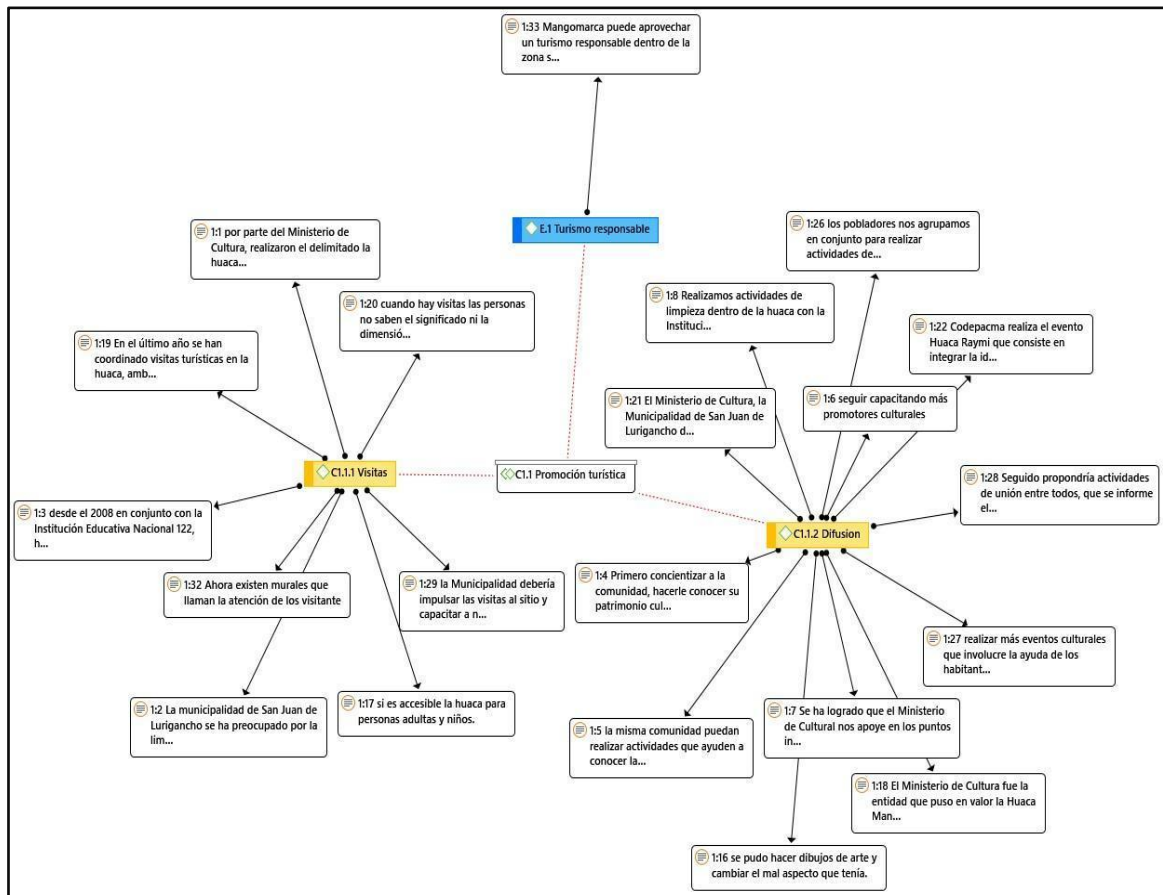 1:33 Mangomarca puede aprovechar
un turismo responsable dentro de la
zona s...
E.1 Turismo responsable
1:1 por parte del Ministerio de
Cultura, realizaron el delimitado la
huaca...
1:20 cuando hay visitas las personas
no saben el significado ni la
dimensió...
1:19 En el último año se han
coordinado visitas turísticas en la
huaca, amb...
C1.1.1 Visitas
1:3 desde el 2008 en conjunto con la
Institución Educativa Nacional 122,
h...
1:32 Ahora existen murales que
llaman la atención de los visitante
1:29 la Municipalidad debería
impulsar las visitas al sitio y
capacitar a n...
1:2 La municipalidad de San Juan de
Lurigancho se ha preocupado por la
lim...
1:17 si es accesible la huaca para
personas adultas y niños.
C1.1 Promoción turística
1:26 los pobladores nos agrupamos
en conjunto para realizar
actividades de...
1:8 Realizamos actividades de
limpieza dentro de la huaca con la
Instituci...
1:22 Codepacma realiza el evento
Huaca Raymi que consiste en
integrar la id...
1:21 El Ministerio de Cultura, la
Municipalidad de San Juan de
Lurigancho d...
1:6 seguir capacitando más
promotores culturales
1:28 Seguido propondría actividades
de unión entre todos, que se informe
el...
C1.1.2 Difusion
1:4 Primero concientizar a la
comunidad, hacerle conocer su
patrimonio cul...
1:27 realizar más eventos culturales
que involucre la ayuda de los
habitant...
1:5 la misma comunidad puedan
realizar actividades que ayuden a
conocer la...
1:7 Se ha logrado que el Ministerio
de Cultural nos apoye en los puntos
in...
1:18 El Ministerio de Cultura fue la
entidad que puso en valor la Huaca
Man...
1:16 se pudo hacer dibujos de arte y
cambiar el mal aspecto que tenía.